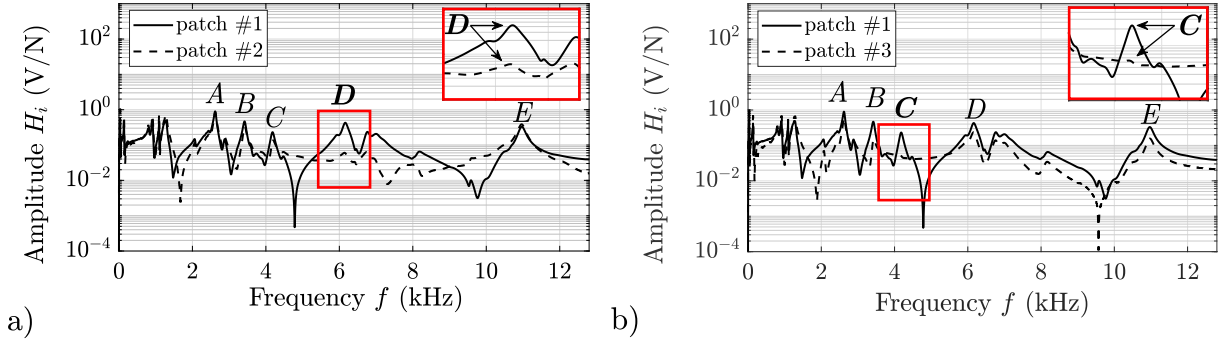 patch #1
patch #2
D
A
B
C
D
E
10^2
10^0
10^-2
10^-4
Amplitude H_i (V/N)
0 2 4 6 8 10 12
Frequency f (kHz)
a)
patch #1
patch #3
C
A
B
C
D
E
10^2
10^0
10^-2
10^-4
Amplitude H_i (V/N)
0 2 4 6 8 10 12
Frequency f (kHz)
b)